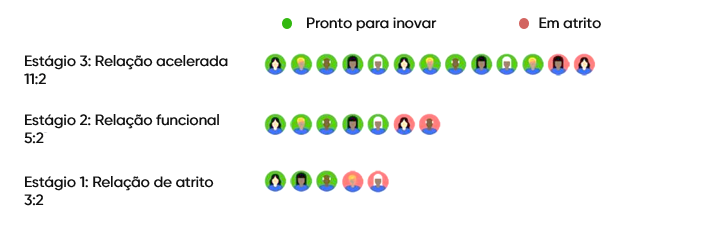 Pronto para inovar
Em atrito
Estágio 3: Relação acelerada
11:2
Estágio 2: Relação funcional
5:2
Estágio 1: Relação de atrito
3:2